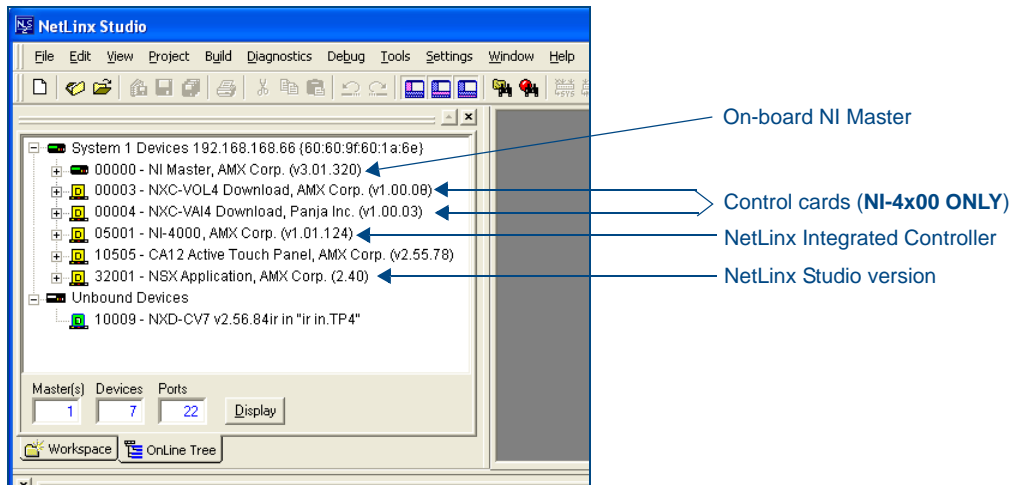 NetLinx Studio
File Edit View Project Build Diagnostics Debug Tools Settings Window Help
System 1 Devices 192.168.168.66 {60:60:9f:60:1a:6e}
00000 - NI Master, AMX Corp. (v3.01.320)
00003 - NXC-VOL4 Download, AMX Corp. (v1.00.08)
00004 - NXC-VAI4 Download, Panja Inc. (v1.00.03)
05001 - NI-4000, AMX Corp. (v1.01.124)
10505 - CA12 Active Touch Panel, AMX Corp. (v2.55.78)
32001 - NSX Application, AMX Corp. (2.40)
Unbound Devices
10009 - NXD-CV7 v2.56.84ir in "ir in.TP4"
Master(s) Devices Ports
1 7 22 Display
Workspace OnLine Tree
On-board NI Master
Control cards (NI-4x00 ONLY)
NetLinx Integrated Controller
NetLinx Studio version